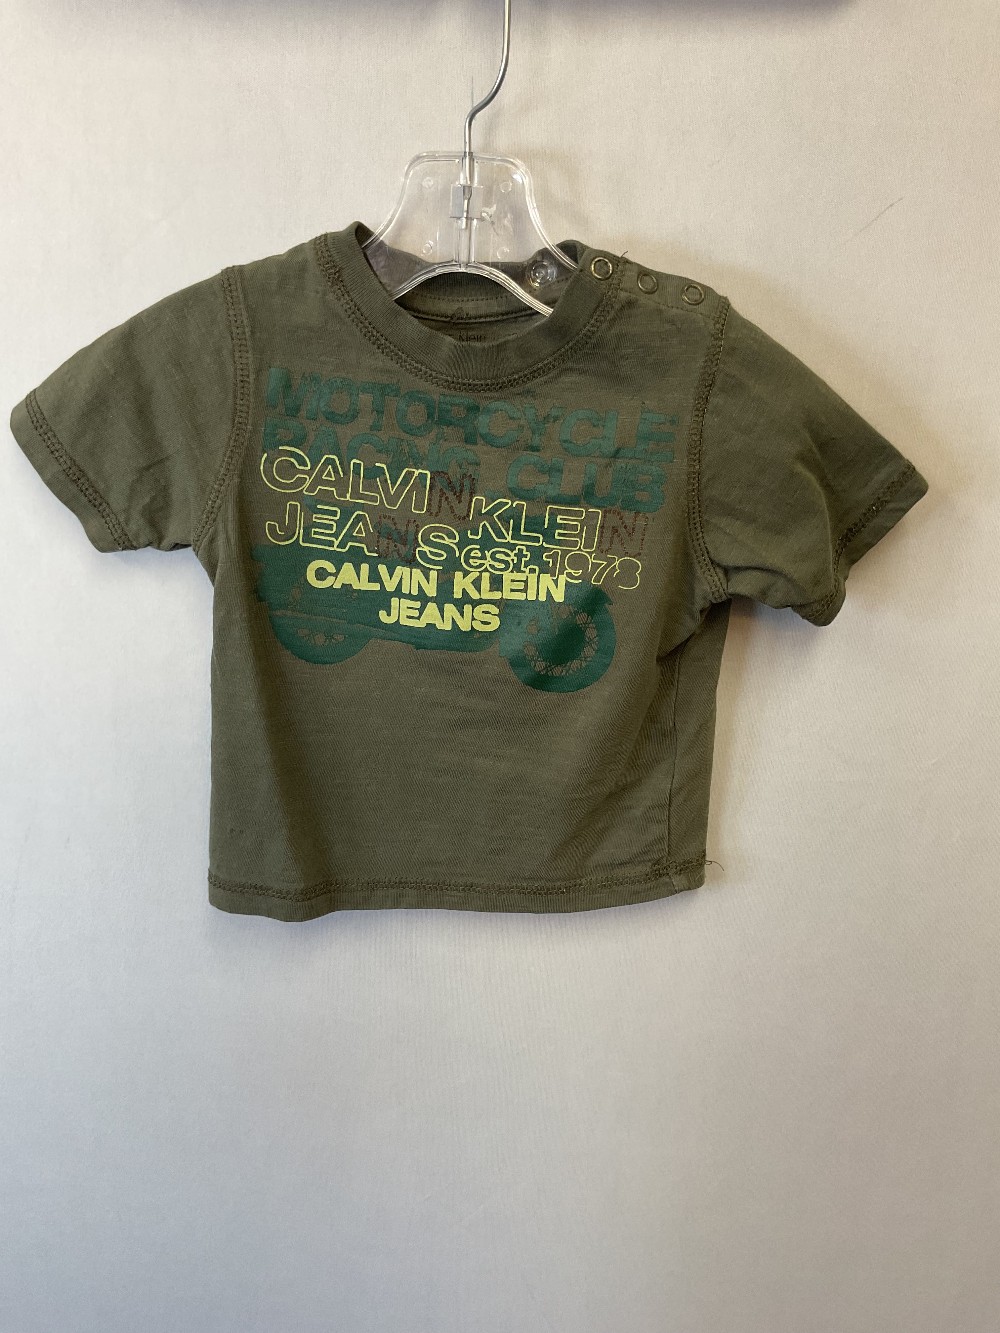 MOTORCYCLE
RACING CLUB
CALVIN KLEIN
JEANS est. 1978
CALVIN KLEIN
JEANS